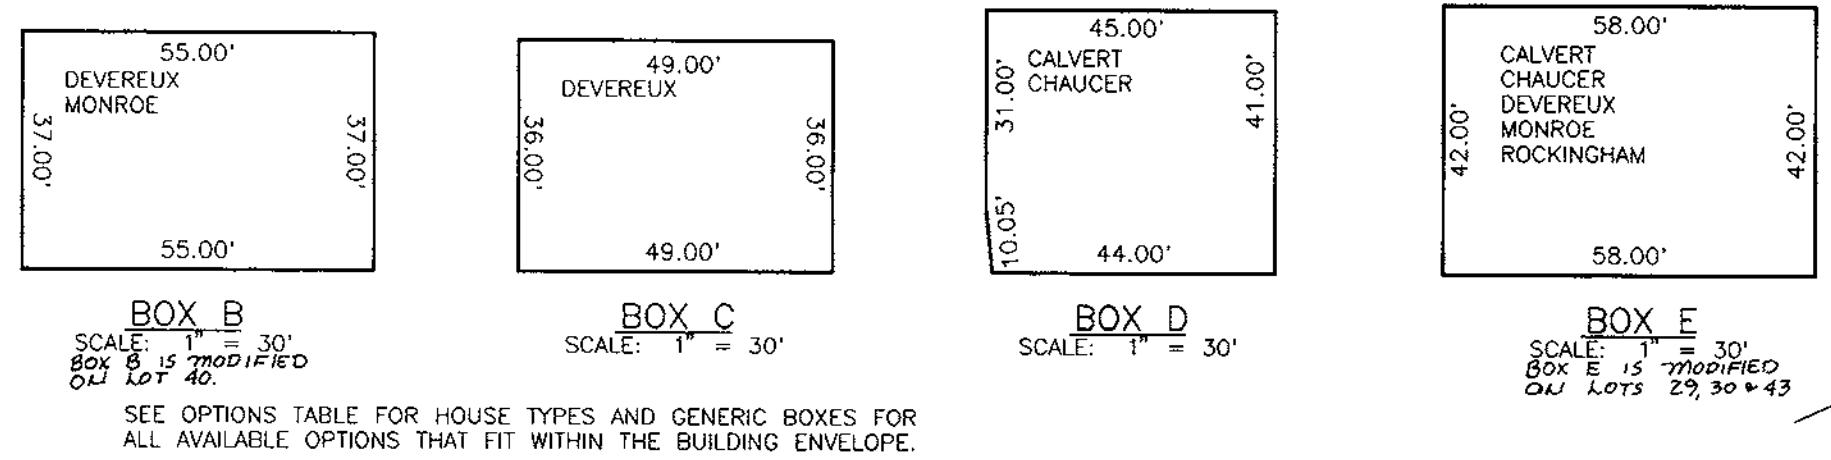 55.00'
DEVEREUX
MONROE
37.00'
37.00'
55.00'
BOX B
SCALE: 1" = 30'
BOX B IS MODIFIED
ON LOT 40.
49.00'
DEVEREUX
36.00'
36.00'
49.00'
BOX C
SCALE: 1" = 30'
45.00'
CALVERT
CHAUCER
31.00'
41.00'
10.05'
44.00'
BOX D
SCALE: 1" = 30'
58.00'
CALVERT
CHAUCER
DEVEREUX
MONROE
ROCKINGHAM
42.00'
42.00'
58.00'
BOX E
SCALE: 1" = 30'
BOX E IS MODIFIED
ON LOTS 29, 30 & 43
SEE OPTIONS TABLE FOR HOUSE TYPES AND GENERIC BOXES FOR
ALL AVAILABLE OPTIONS THAT FIT WITHIN THE BUILDING ENVELOPE.